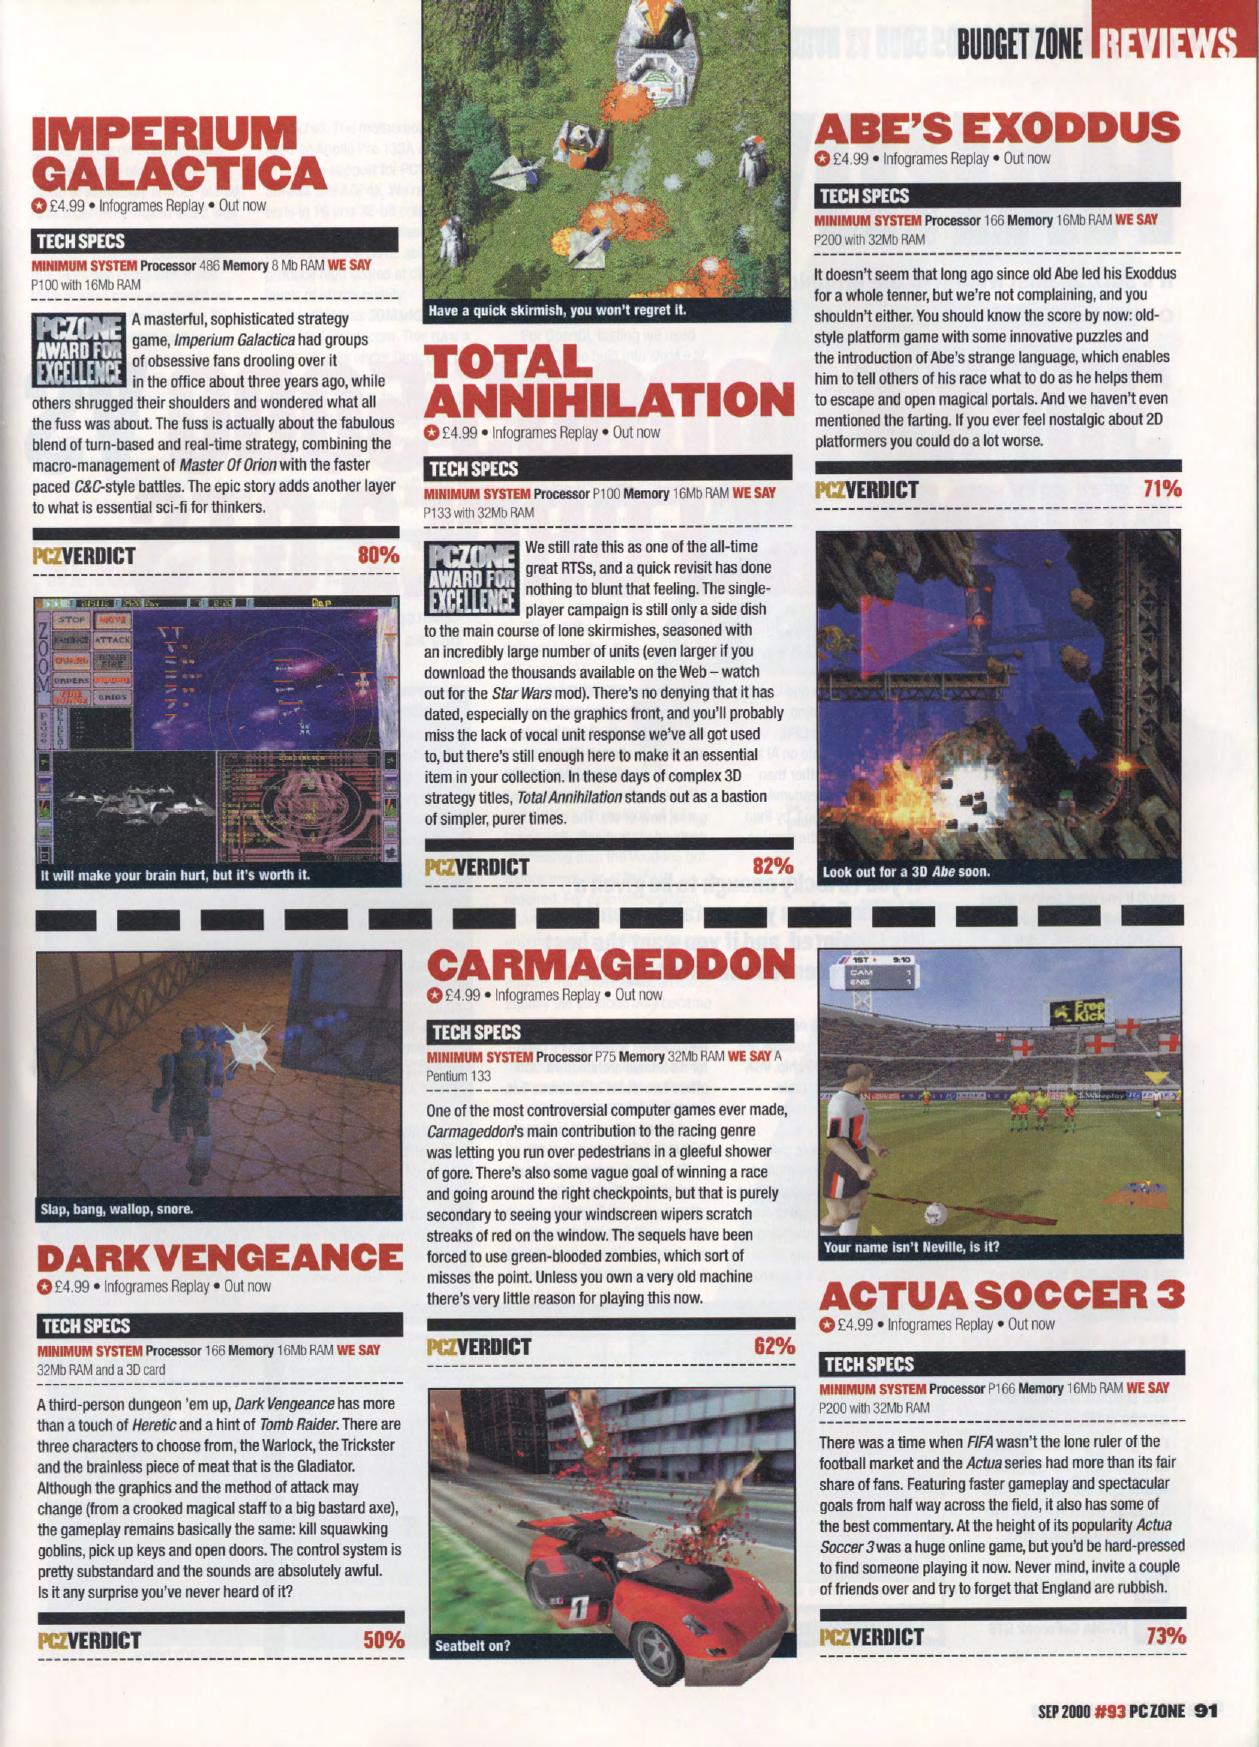 BUDGET ZONE REVIEWS
IMPERIUM
GALACTICA
£4.99 • Infogrames Replay • Out now
TECH SPECS
MINIMUM SYSTEM Processor 486 Memory 8 Mb RAM WE SAY
P100 with 16Mb RAM
PCZONE
AWARD FOR
EXCELLENCE
A masterful, sophisticated strategy
game, Imperium Galactica had groups
of obsessive fans drooling over it
in the office about three years ago, while
others shrugged their shoulders and wondered what all
the fuss was about. The fuss is actually about the fabulous
blend of turn-based and real-time strategy, combining the
macro-management of Master Of Orion with the faster
paced C&C-style battles. The epic story adds another layer
to what is essential sci-fi for thinkers.
PCZVERDICT 80%
STOP MOVE
ATTACK
GUARD
ZOOM
It will make your brain hurt, but it's worth it.
Have a quick skirmish, you won't regret it.
TOTAL
ANNIHILATION
£4.99 • Infogrames Replay • Out now
TECH SPECS
MINIMUM SYSTEM Processor P100 Memory 16Mb RAM WE SAY
P133 with 32Mb RAM
PCZONE
AWARD FOR
EXCELLENCE
We still rate this as one of the all-time
great RTSs, and a quick revisit has done
nothing to blunt that feeling. The single-
player campaign is still only a side dish
to the main course of lone skirmishes, seasoned with
an incredibly large number of units (even larger if you
download the thousands available on the Web – watch
out for the Star Wars mod). There's no denying that it has
dated, especially on the graphics front, and you'll probably
miss the lack of vocal unit response we've all got used
to, but there's still enough here to make it an essential
item in your collection. In these days of complex 3D
strategy titles, Total Annihilation stands out as a bastion
of simpler, purer times.
PCZVERDICT 82%
ABE'S EXODDUS
£4.99 • Infogrames Replay • Out now
TECH SPECS
MINIMUM SYSTEM Processor 166 Memory 16Mb RAM WE SAY
P200 with 32Mb RAM
It doesn't seem that long ago since old Abe led his Exoddus
for a whole tenner, but we're not complaining, and you
shouldn't either. You should know the score by now: old-
style platform game with some innovative puzzles and
the introduction of Abe's strange language, which enables
him to tell others of his race what to do as he helps them
to escape and open magical portals. And we haven't even
mentioned the farting. If you ever feel nostalgic about 2D
platformers you could do a lot worse.
PCZVERDICT 71%
Look out for a 3D Abe soon.
Slap, bang, wallop, snore.
DARK VENGEANCE
£4.99 • Infogrames Replay • Out now
TECH SPECS
MINIMUM SYSTEM Processor 166 Memory 16Mb RAM WE SAY
32Mb RAM and a 3D card
A third-person dungeon 'em up, Dark Vengeance has more
than a touch of Heretic and a hint of Tomb Raider. There are
three characters to choose from, the Warlock, the Trickster
and the brainless piece of meat that is the Gladiator.
Although the graphics and the method of attack may
change (from a crooked magical staff to a big bastard axe),
the gameplay remains basically the same: kill squawking
goblins, pick up keys and open doors. The control system is
pretty substandard and the sounds are absolutely awful.
Is it any surprise you've never heard of it?
PCZVERDICT 50%
CARMAGEDDON
£4.99 • Infogrames Replay • Out now
TECH SPECS
MINIMUM SYSTEM Processor P75 Memory 32Mb RAM WE SAY A
Pentium 133
One of the most controversial computer games ever made,
Carmageddon's main contribution to the racing genre
was letting you run over pedestrians in a gleeful shower
of gore. There's also some vague goal of winning a race
and going around the right checkpoints, but that is purely
secondary to seeing your windscreen wipers scratch
streaks of red on the window. The sequels have been
forced to use green-blooded zombies, which sort of
misses the point. Unless you own a very old machine
there's very little reason for playing this now.
PCZVERDICT 62%
1
Seatbelt on?
1ST 9:10
CAM 1
ENG 1
Free
Kick
Your name isn't Neville, is it?
ACTUA SOCCER 3
£4.99 • Infogrames Replay • Out now
TECH SPECS
MINIMUM SYSTEM Processor P166 Memory 16Mb RAM WE SAY
P200 with 32Mb RAM
There was a time when FIFA wasn't the lone ruler of the
football market and the Actua series had more than its fair
share of fans. Featuring faster gameplay and spectacular
goals from half way across the field, it also has some of
the best commentary. At the height of its popularity Actua
Soccer 3 was a huge online game, but you'd be hard-pressed
to find someone playing it now. Never mind, invite a couple
of friends over and try to forget that England are rubbish.
PCZVERDICT 73%
SEP 2000 #93 PC ZONE 91